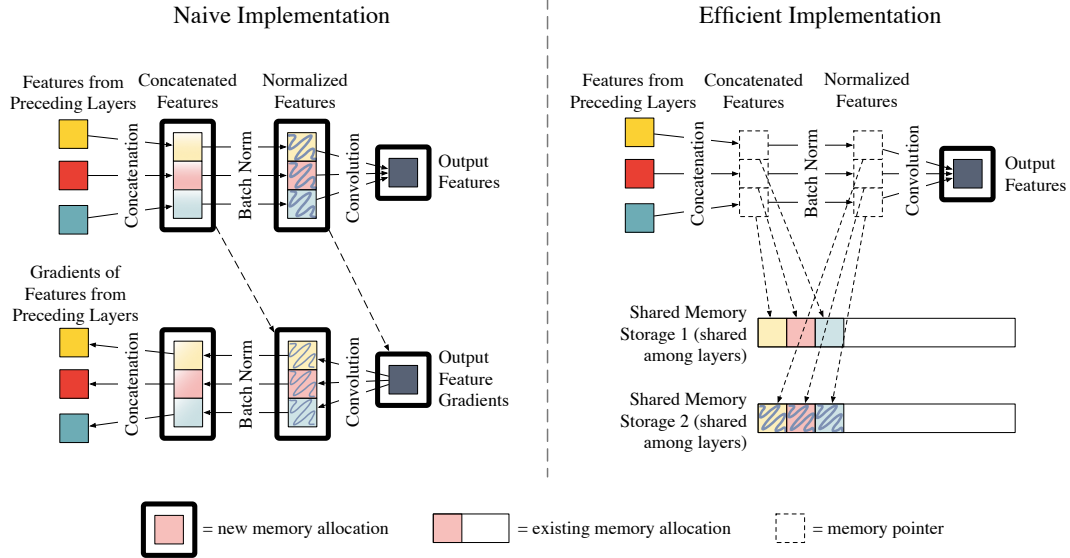 Naive Implementation
Features from
Preceding Layers
Concatenated
Features
Normalized
Features
Concatenation
Batch Norm
Convolution
Output
Features
Gradients of
Features from
Preceding Layers
Concatenation
Batch Norm
Convolution
Output
Feature
Gradients
Efficient Implementation
Features from
Preceding Layers
Concatenated
Features
Normalized
Features
Concatenation
Batch Norm
Convolution
Output
Features
Shared Memory
Storage 1 (shared
among layers)
Shared Memory
Storage 2 (shared
among layers)
= new memory allocation
= existing memory allocation
= memory pointer